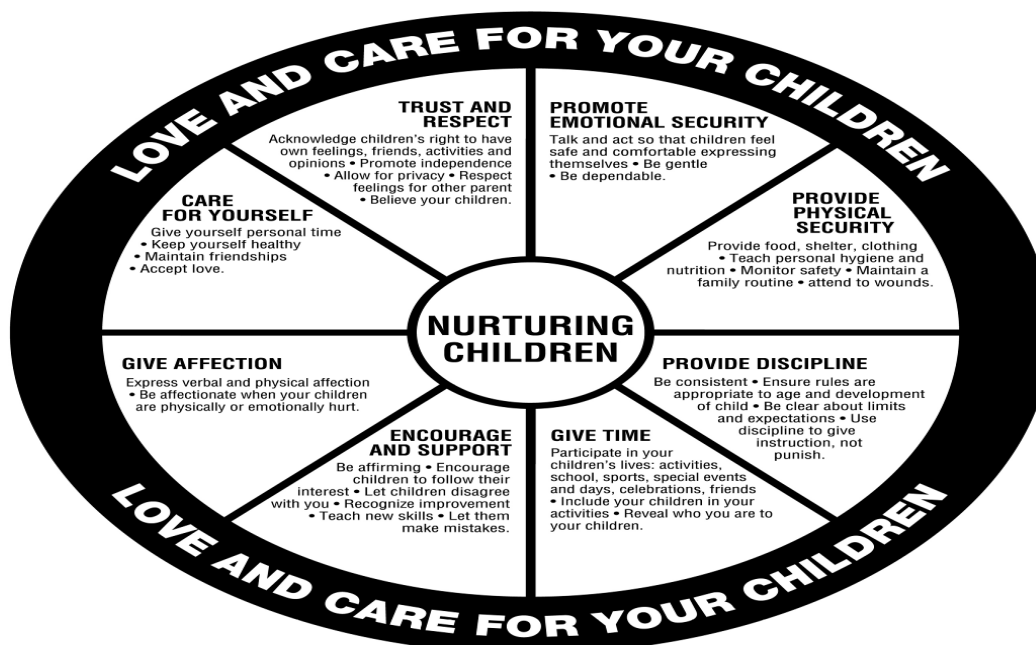 LOVE AND CARE FOR YOUR CHILDREN
TRUST AND
RESPECT
Acknowledge children's right to have
own feelings, friends, activities and
opinions • Promote independence
• Allow for privacy • Respect
feelings for other parent
• Believe your children.
PROMOTE
EMOTIONAL SECURITY
Talk and act so that children feel
safe and comfortable expressing
themselves • Be gentle
• Be dependable.
CARE
FOR YOURSELF
Give yourself personal time
• Keep yourself healthy
• Maintain friendships
• Accept love.
PROVIDE
PHYSICAL
SECURITY
Provide food, shelter, clothing
• Teach personal hygiene and
nutrition • Monitor safety • Maintain a
family routine • attend to wounds.
NURTURING
CHILDREN
GIVE AFFECTION
Express verbal and physical affection
• Be affectionate when your children
are physically or emotionally hurt.
PROVIDE DISCIPLINE
Be consistent • Ensure rules are
appropriate to age and development
of child • Be clear about limits
and expectations • Use
discipline to give
instruction, not
punish.
ENCOURAGE
AND SUPPORT
Be affirming • Encourage
children to follow their
interest • Let children disagree
with you • Recognize improvement
• Teach new skills • Let them
make mistakes.
GIVE TIME
Participate in your
children's lives: activities,
school, sports, special events
and days, celebrations, friends
• Include your children in your
activities • Reveal who you are to
your children.
LOVE AND CARE FOR YOUR CHILDREN